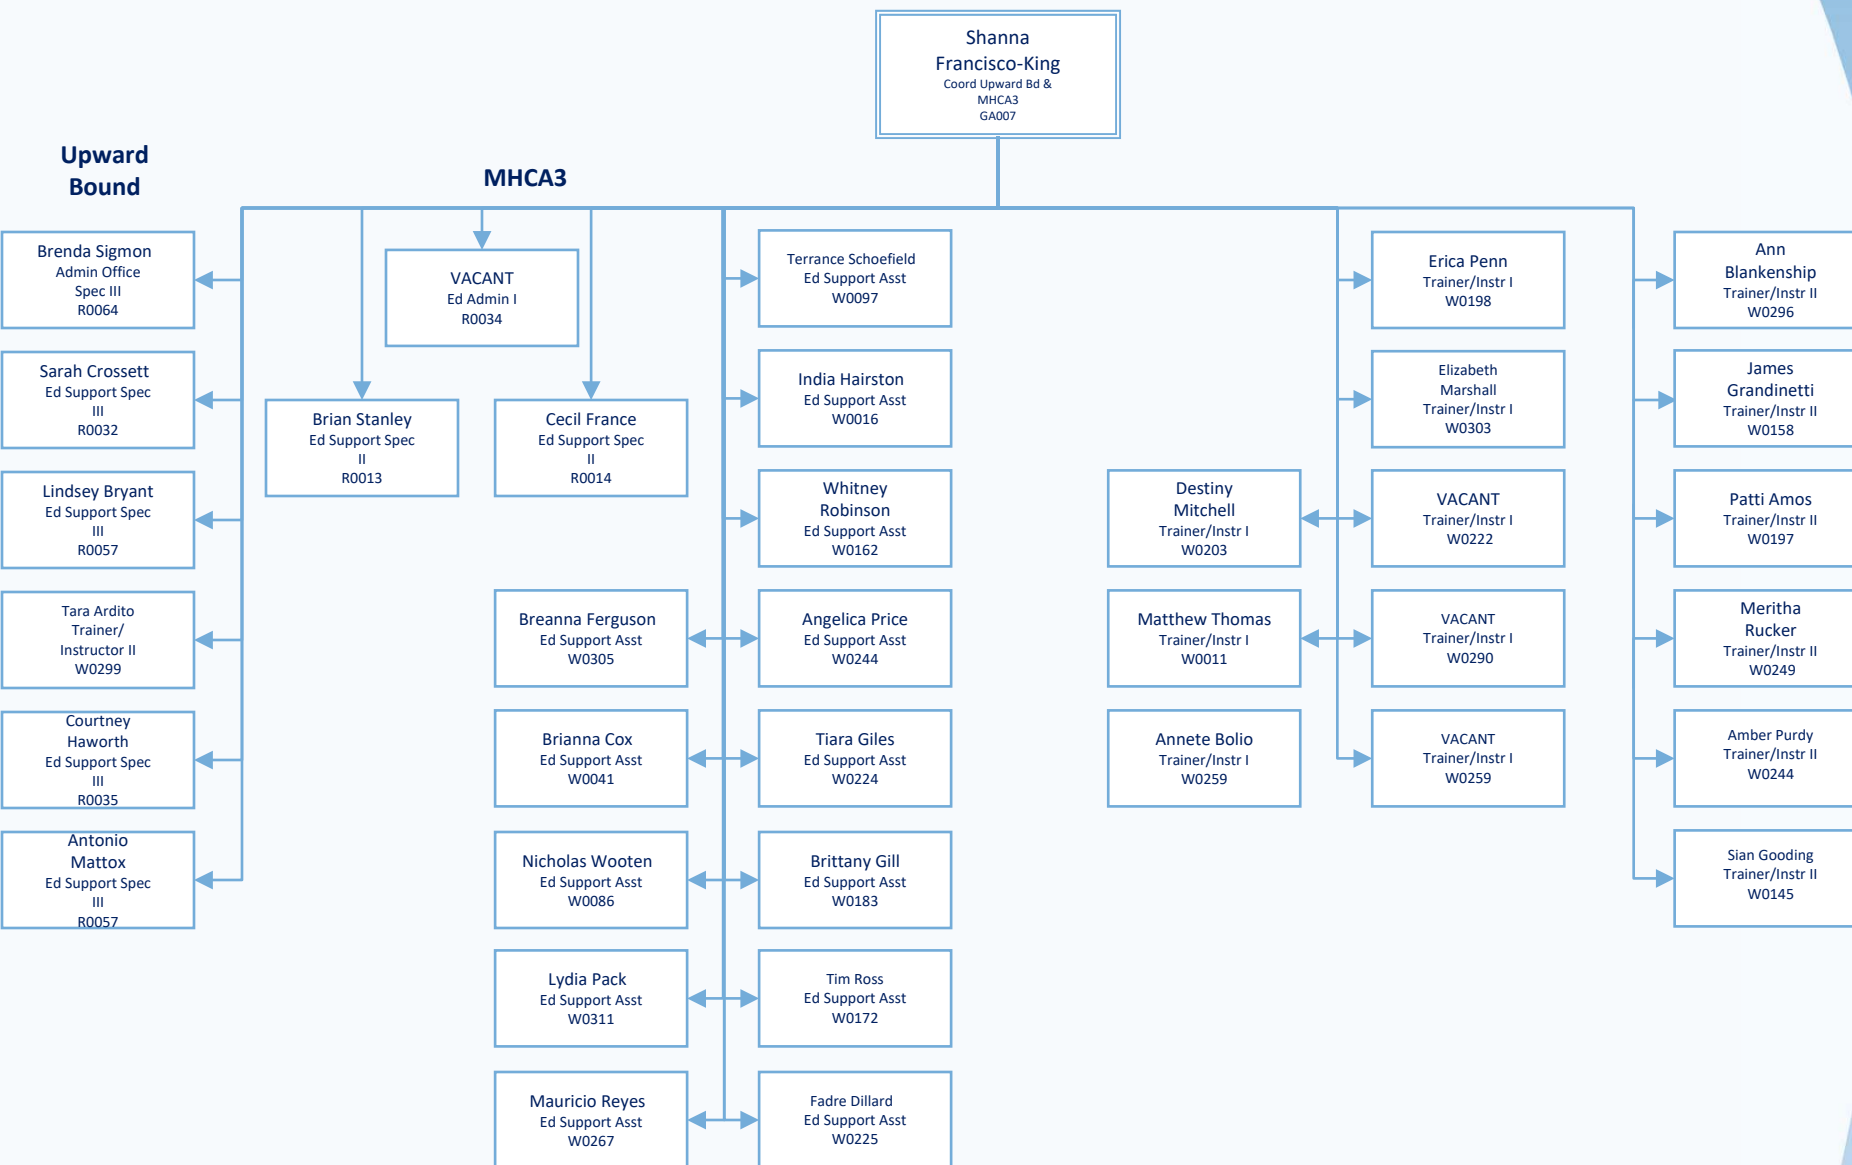 Shanna
Francisco-King
Coord Upward Bd &
MHCA3
GA007
Upward
Bound
MHCA3
Brenda Sigmon
Admin Office
Spec III
R0064
Sarah Crossett
Ed Support Spec
III
R0032
Lindsey Bryant
Ed Support Spec
III
R0057
Tara Ardito
Trainer/
Instructor II
W0299
Courtney
Haworth
Ed Support Spec
III
R0035
Antonio
Mattox
Ed Support Spec
III
R0057
VACANT
Ed Admin I
R0034
Brian Stanley
Ed Support Spec
II
R0013
Cecil France
Ed Support Spec
II
R0014
Breanna Ferguson
Ed Support Asst
W0305
Brianna Cox
Ed Support Asst
W0041
Nicholas Wooten
Ed Support Asst
W0086
Lydia Pack
Ed Support Asst
W0311
Mauricio Reyes
Ed Support Asst
W0267
Terrance Schoefield
Ed Support Asst
W0097
India Hairston
Ed Support Asst
W0016
Whitney
Robinson
Ed Support Asst
W0162
Angelica Price
Ed Support Asst
W0244
Tiara Giles
Ed Support Asst
W0224
Brittany Gill
Ed Support Asst
W0183
Tim Ross
Ed Support Asst
W0172
Fadre Dillard
Ed Support Asst
W0225
Destiny
Mitchell
Trainer/Instr I
W0203
Matthew Thomas
Trainer/Instr I
W0011
Annete Bolio
Trainer/Instr I
W0259
Erica Penn
Trainer/Instr I
W0198
Elizabeth
Marshall
Trainer/Instr I
W0303
VACANT
Trainer/Instr I
W0222
VACANT
Trainer/Instr I
W0290
VACANT
Trainer/Instr I
W0259
Ann
Blankenship
Trainer/Instr II
W0296
James
Grandinetti
Trainer/Instr II
W0158
Patti Amos
Trainer/Instr II
W0197
Meritha
Rucker
Trainer/Instr II
W0249
Amber Purdy
Trainer/Instr II
W0244
Sian Gooding
Trainer/Instr II
W0145